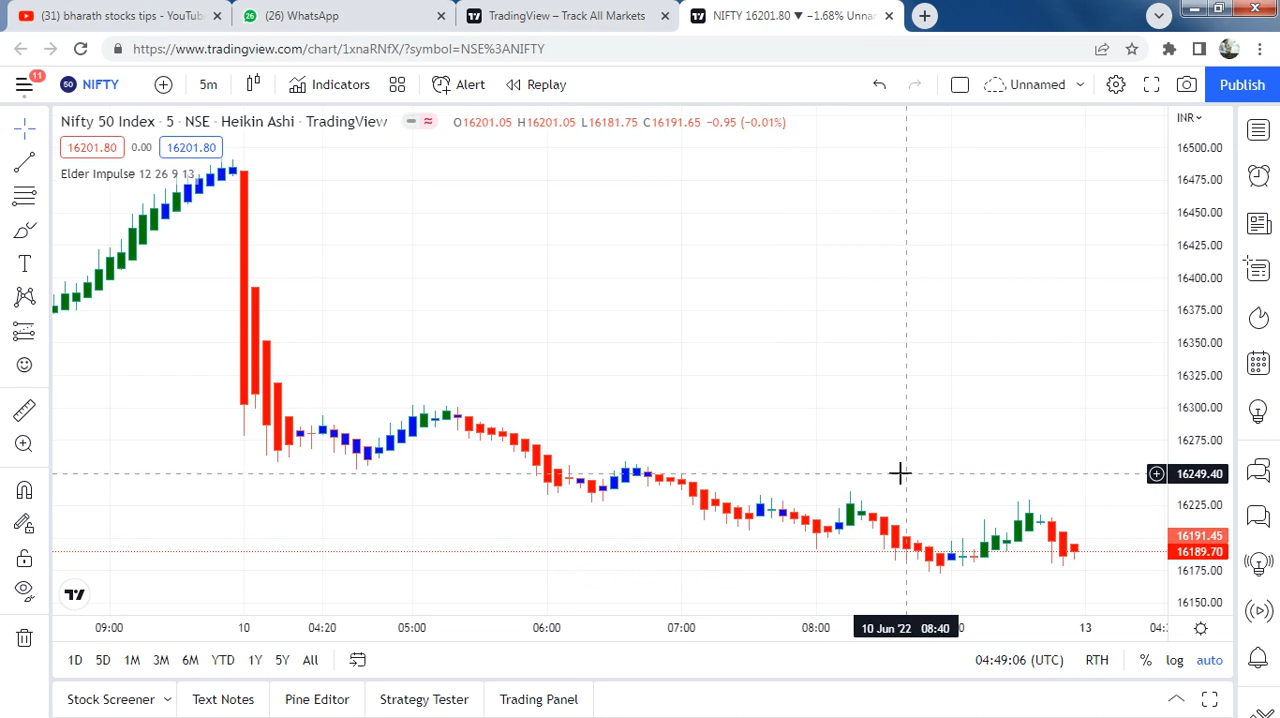 (31) bharath stocks tips - YouTub
(26) WhatsApp
TradingView – Track All Markets
NIFTY 16201.80 ▼ −1.68% Unna
https://www.tradingview.com/chart/1xnaRNfX/?symbol=NSE%3ANIFTY
11
50 NIFTY
5m
Indicators
Alert
Replay
Unnamed
Publish
Nifty 50 Index · 5 · NSE · Heikin Ashi · TradingView
O16201.05 H16201.05 L16181.75 C16191.65 −0.95 (−0.01%)
INR
16201.80 0.00 16201.80
Elder Impulse 12 26 9 13
16500.00
16475.00
16450.00
16425.00
16400.00
16375.00
16350.00
16325.00
16300.00
16275.00
16249.40
16225.00
16191.45
16189.70
16175.00
16150.00
09:00 10 04:20 05:00 06:00 07:00 08:00 10 Jun '22 08:40 0 13 04:
1D 5D 1M 3M 6M YTD 1Y 5Y All
04:49:06 (UTC) RTH % log auto
Stock Screener Text Notes Pine Editor Strategy Tester Trading Panel